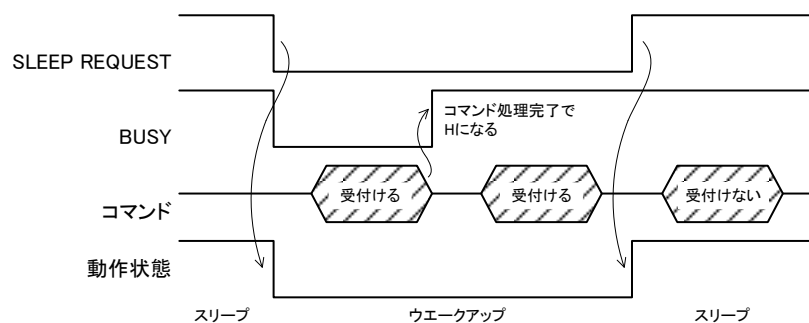 SLEEP REQUEST
BUSY
コマンド処理完了で
Hになる
コマンド
受付ける
受付ける
受付けない
動作状態
スリープ
ウエークアップ
スリープ